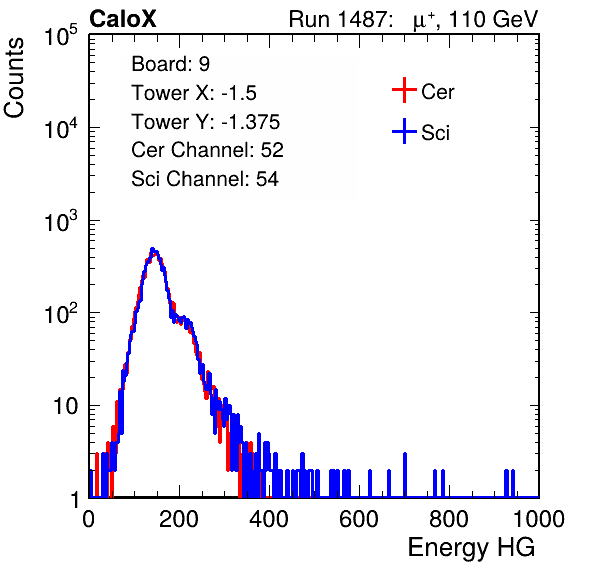 CaloX Run 1487: μ⁺, 110 GeV
Counts
10⁵
10⁴
10³
10²
10
1
Board: 9
Tower X: -1.5
Tower Y: -1.375
Cer Channel: 52
Sci Channel: 54
Cer
Sci
0 200 400 600 800 1000
Energy HG